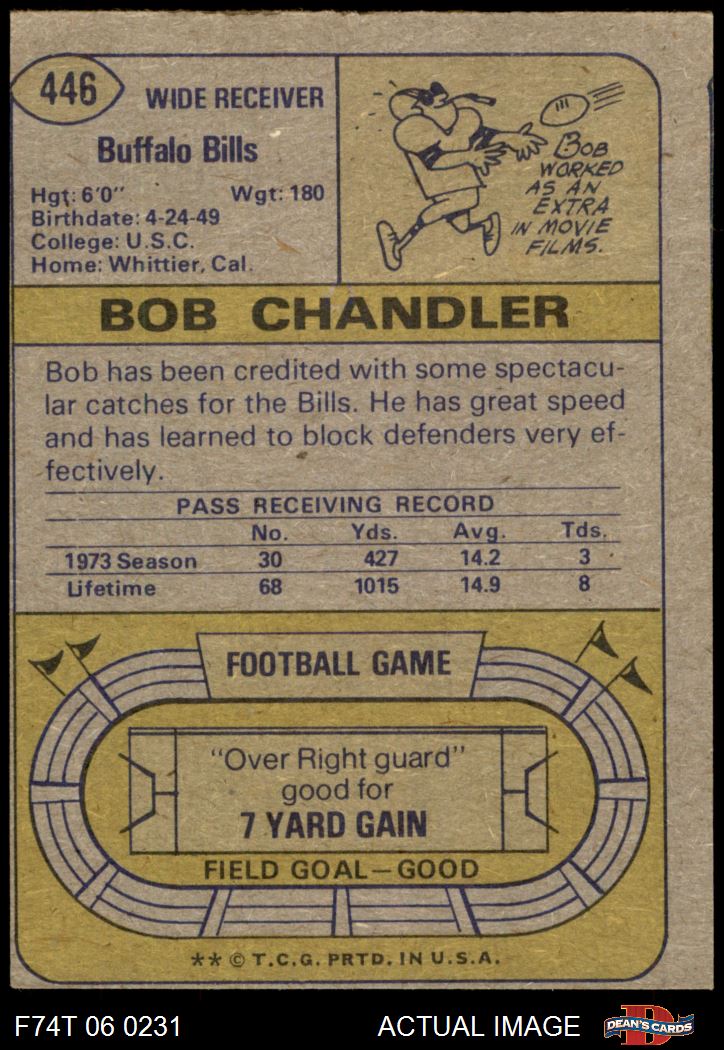 446
WIDE RECEIVER
Buffalo Bills
Hgt: 6'0" Wgt: 180
Birthdate: 4-24-49
College: U.S.C.
Home: Whittier, Cal.
BOB
WORKED
AS AN
EXTRA
IN MOVIE
FILMS.
BOB CHANDLER
Bob has been credited with some spectacu-
lar catches for the Bills. He has great speed
and has learned to block defenders very ef-
fectively.
PASS RECEIVING RECORD
No. Yds. Avg. Tds.
1973 Season 30 427 14.2 3
Lifetime 68 1015 14.9 8
FOOTBALL GAME
"Over Right guard"
good for
7 YARD GAIN
FIELD GOAL—GOOD
** © T.C.G. PRTD. IN U.S.A.
F74T 06 0231 ACTUAL IMAGE
DEAN'S CARDS